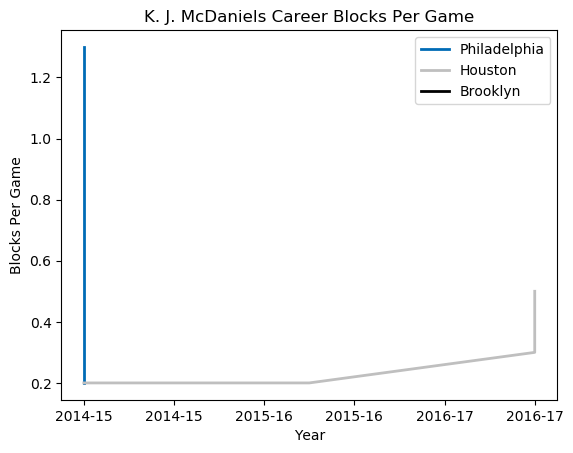 K. J. McDaniels Career Blocks Per Game
Philadelphia
Houston
Brooklyn
1.2
1.0
0.8
0.6
0.4
0.2
Blocks Per Game
2014-15 2014-15 2015-16 2015-16 2016-17 2016-17
Year